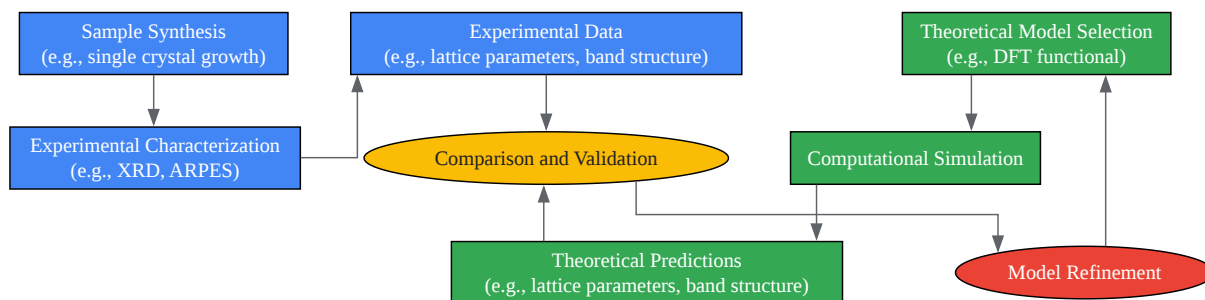 Sample Synthesis
(e.g., single crystal growth)
Experimental Data
(e.g., lattice parameters, band structure)
Theoretical Model Selection
(e.g., DFT functional)
Experimental Characterization
(e.g., XRD, ARPES)
Comparison and Validation
Computational Simulation
Theoretical Predictions
(e.g., lattice parameters, band structure)
Model Refinement